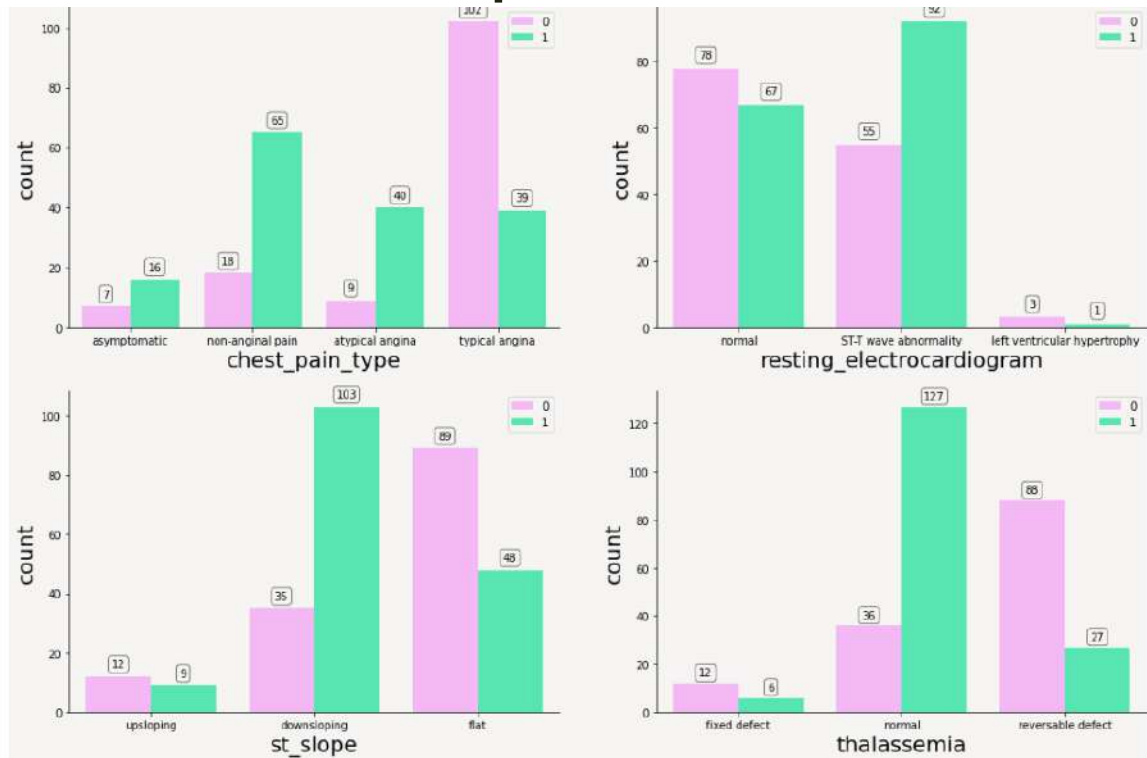 102
0
1
100
80
60
40
20
0
count
7
16
18
65
9
40
39
asymptomatic
non-anginal pain
atypical angina
typical angina
chest_pain_type
92
0
1
80
60
40
20
0
count
78
67
55
3
1
normal
ST-T wave abnormality
left ventricular hypertrophy
resting_electrocardiogram
0
1
100
80
60
40
20
0
count
12
9
35
103
89
48
upsloping
downsloping
flat
st_slope
0
1
120
100
80
60
40
20
0
count
12
6
36
127
88
27
fixed defect
normal
reversable defect
thalassemia